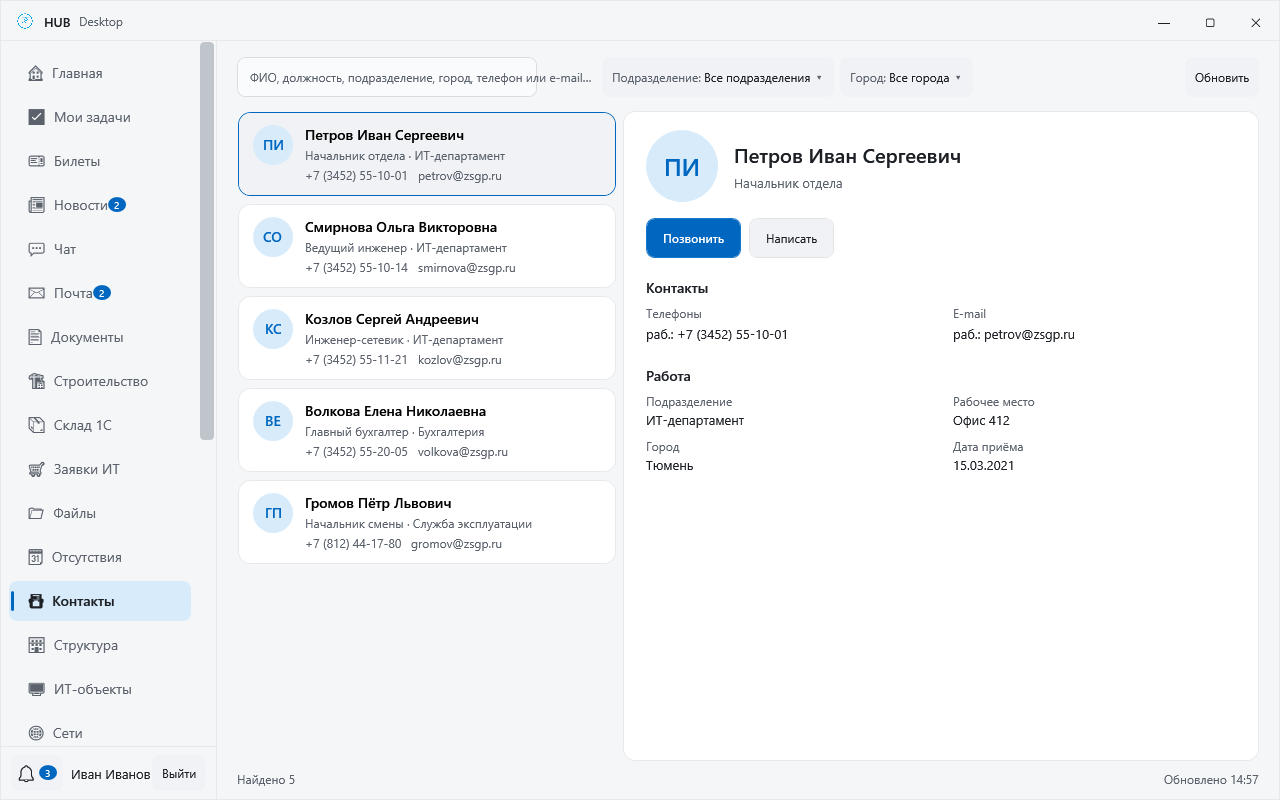 HUB Desktop
Главная
Мои задачи
Билеты
Новости 2
Чат
Почта 2
Документы
Строительство
Склад 1С
Заявки ИТ
Файлы
31 Отсутствия
Контакты
Структура
ИТ-объекты
Сети
3 Иван Иванов Выйти
ФИО, должность, подразделение, город, телефон или e-mail...
Подразделение: Все подразделения
Город: Все города
Обновить
ПИ
Петров Иван Сергеевич
Начальник отдела · ИТ-департамент
+7 (3452) 55-10-01 petrov@zsgp.ru
СО
Смирнова Ольга Викторовна
Ведущий инженер · ИТ-департамент
+7 (3452) 55-10-14 smirnova@zsgp.ru
КС
Козлов Сергей Андреевич
Инженер-сетевик · ИТ-департамент
+7 (3452) 55-11-21 kozlov@zsgp.ru
ВЕ
Волкова Елена Николаевна
Главный бухгалтер · Бухгалтерия
+7 (3452) 55-20-05 volkova@zsgp.ru
ГП
Громов Пётр Львович
Начальник смены · Служба эксплуатации
+7 (812) 44-17-80 gromov@zsgp.ru
ПИ
Петров Иван Сергеевич
Начальник отдела
Позвонить Написать
Контакты
Телефоны
раб.: +7 (3452) 55-10-01
E-mail
раб.: petrov@zsgp.ru
Работа
Подразделение
ИТ-департамент
Рабочее место
Офис 412
Город
Тюмень
Дата приёма
15.03.2021
Найдено 5
Обновлено 14:57